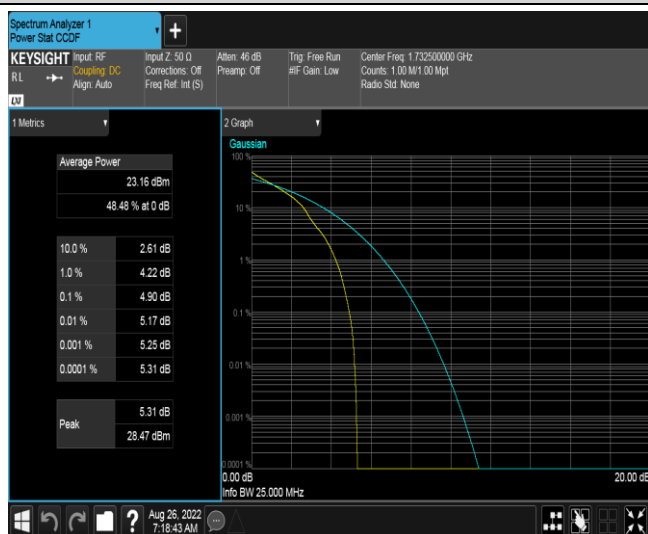 Spectrum Analyzer 1
Power Stat CCDF
+
KEYSIGHT
RL
LXI
Input: RF
Coupling: DC
Align: Auto
Input Z: 50 Ω
Corrections: Off
Freq Ref: Int (S)
Atten: 46 dB
Preamp: Off
Trig: Free Run
#IF Gain: Low
Center Freq: 1.732500000 GHz
Counts: 1.00 M/1.00 Mpt
Radio Std: None
1 Metrics
Average Power
23.16 dBm
48.48 % at 0 dB
10.0 % 2.61 dB
1.0 % 4.22 dB
0.1 % 4.90 dB
0.01 % 5.17 dB
0.001 % 5.25 dB
0.0001 % 5.31 dB
Peak
5.31 dB
28.47 dBm
2 Graph
Gaussian
100 %
10 %
1 %
0.1 %
0.01 %
0.001 %
0.0001 %
0.00 dB 20.00 dB
Info BW 25.000 MHz
?
Aug 26, 2022
7:18:43 AM